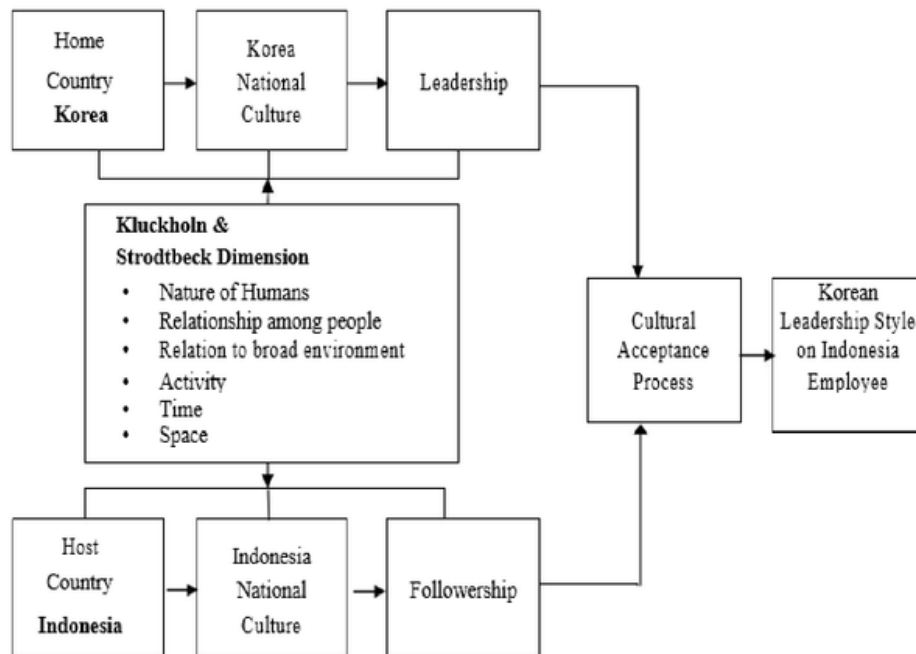 Home
Country
Korea
Korea
National
Culture
Leadership
Kluckholn &
Strodtbeck Dimension
• Nature of Humans
• Relationship among people
• Relation to broad environment
• Activity
• Time
• Space
Cultural
Acceptance
Process
Korean
Leadership Style
on Indonesia
Employee
Host
Country
Indonesia
Indonesia
National
Culture
Followership